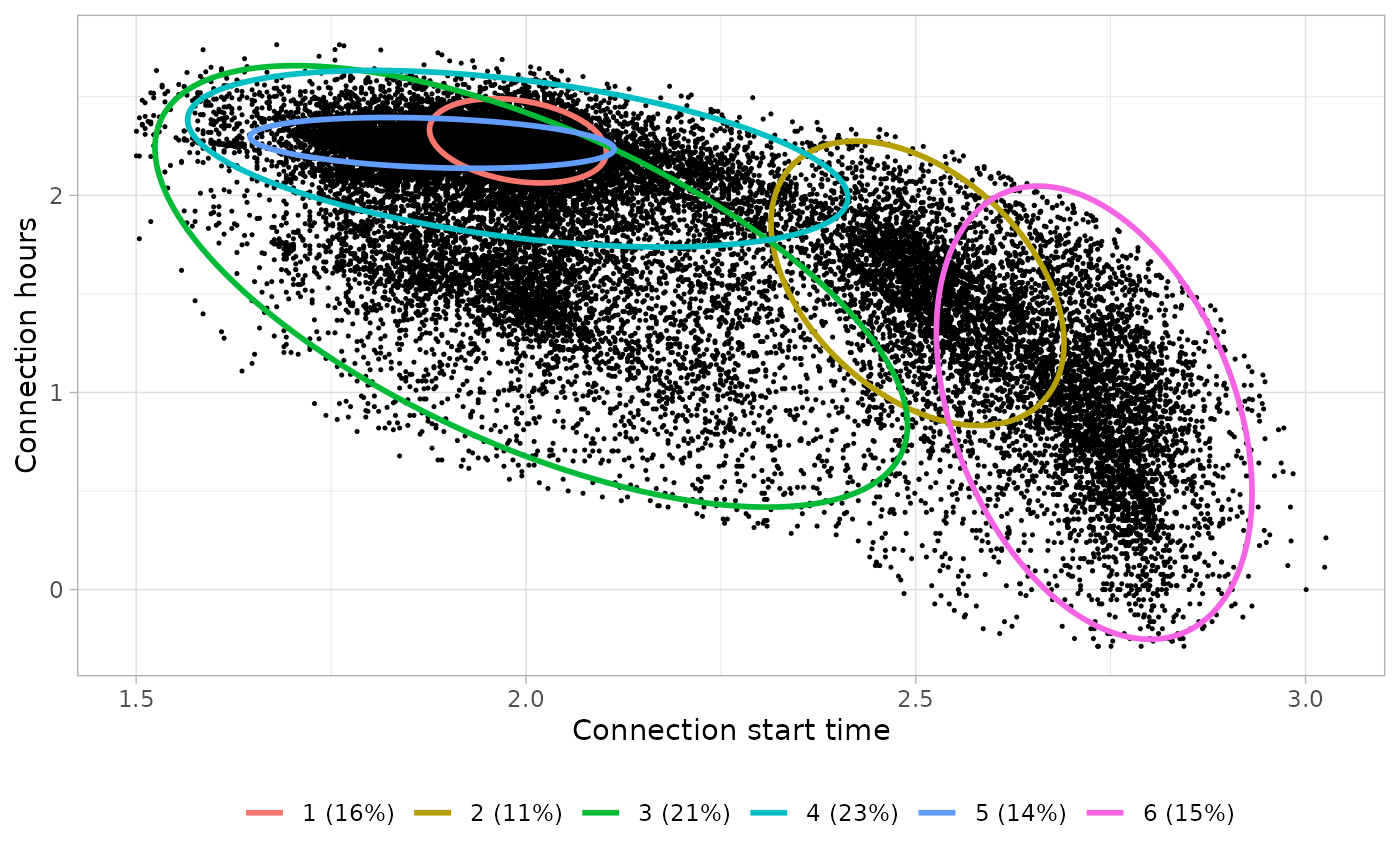 Connection hours
2
1
0
1.5 2.0 2.5 3.0
Connection start time
1 (16%) 2 (11%) 3 (21%) 4 (23%) 5 (14%) 6 (15%)